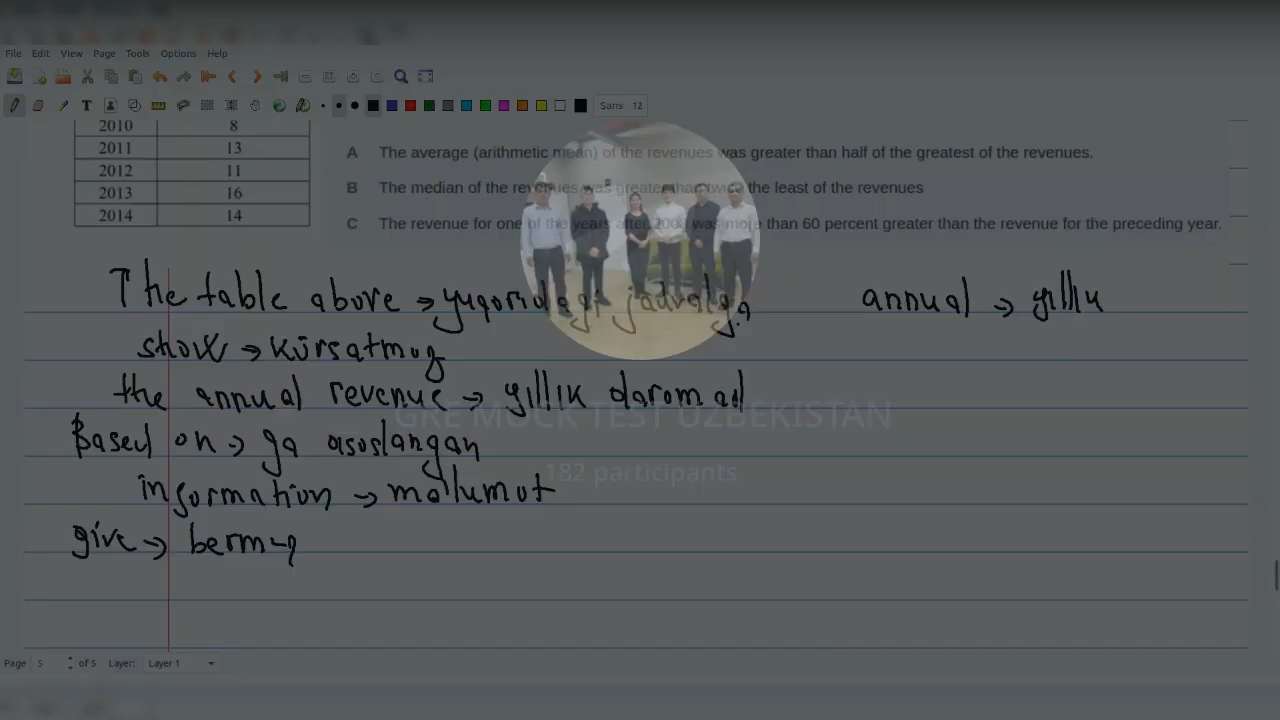 File Edit View Page Tools Options Help
Sans 12
2010 8
2011 13
2012 11
2013 16
2014 14
A The average (arithmetic mean) of the revenues was greater than half of the greatest of the revenues.
B The median of the revenues was greater than twice the least of the revenues
C The revenue for one of the years after was more than 60 percent greater than the revenue for the preceding year.
The table above → yuqoridagi jadvalga
annual → yillik
show → kursatmoq
the annual revenue → yillik daromad
Based on → ga asoslangan
information → malumot
give → bermoq
GRE MOCK TEST UZBEKISTAN
182 participants
Page 5 of 5 Layer: Layer 1